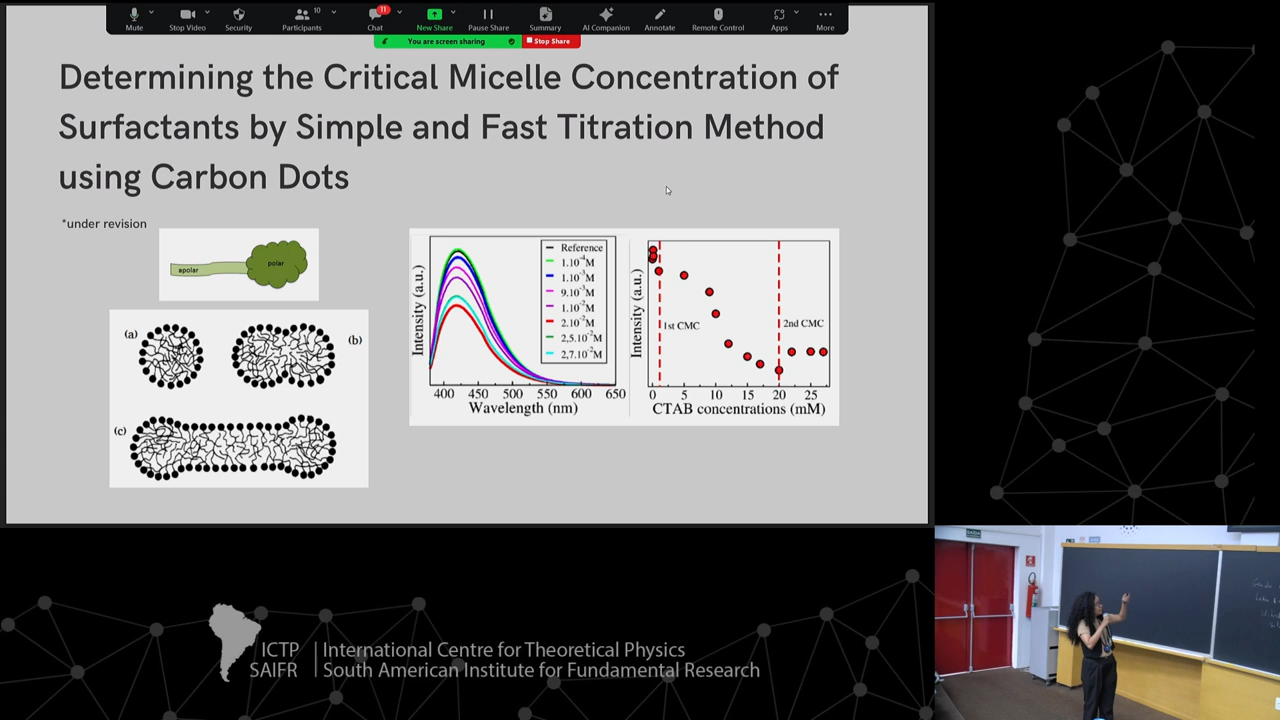 Mute
Stop Video
Security
10
Participants
11
Chat
New Share
Pause Share
Summary
AI Companion
Annotate
Remote Control
Apps
More
You are screen sharing
Stop Share
Determining the Critical Micelle Concentration of
Surfactants by Simple and Fast Titration Method
using Carbon Dots
*under revision
apolar
polar
(a)
(b)
(c)
Intensity (a.u.)
Reference
1.10⁻⁴M
1.10⁻³M
9.10⁻³M
1.10⁻²M
2.10⁻²M
2,5.10⁻²M
2,7.10⁻²M
400 450 500 550 600 650
Wavelength (nm)
Intensity (a.u.)
1st CMC
2nd CMC
0 5 10 15 20 25
CTAB concentrations (mM)
ICTP
SAIFR
International Centre for Theoretical Physics
South American Institute for Fundamental Research